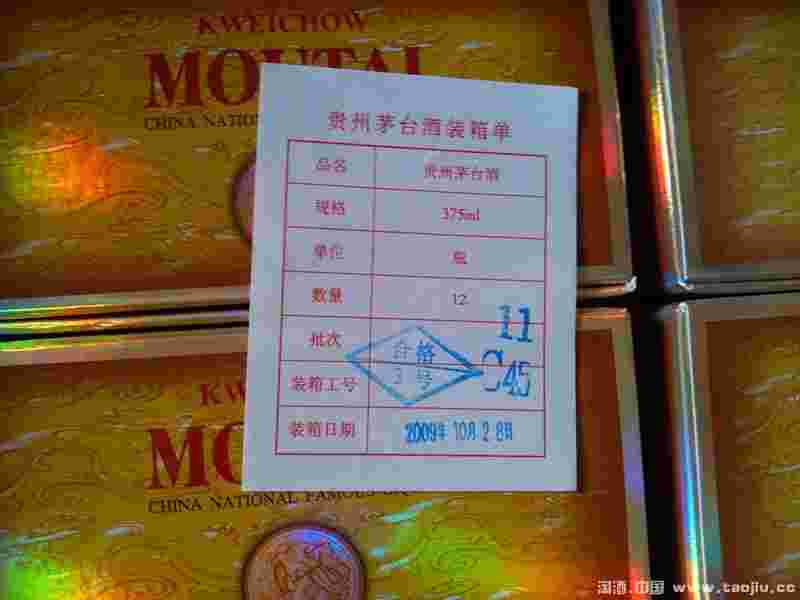 KWEICHOW
MOUTAI
CHINA NATIONAL
贵州茅台酒装箱单
品名 贵州茅台酒
规格 375ml
单位 瓶
数量 12
批次 11
装箱工号 C45
合格
3号
装箱日期 2009年10月28日
KW
MO
CHINA NATIONAL FAMOUS
淘酒.中国 www.taojiu.cc